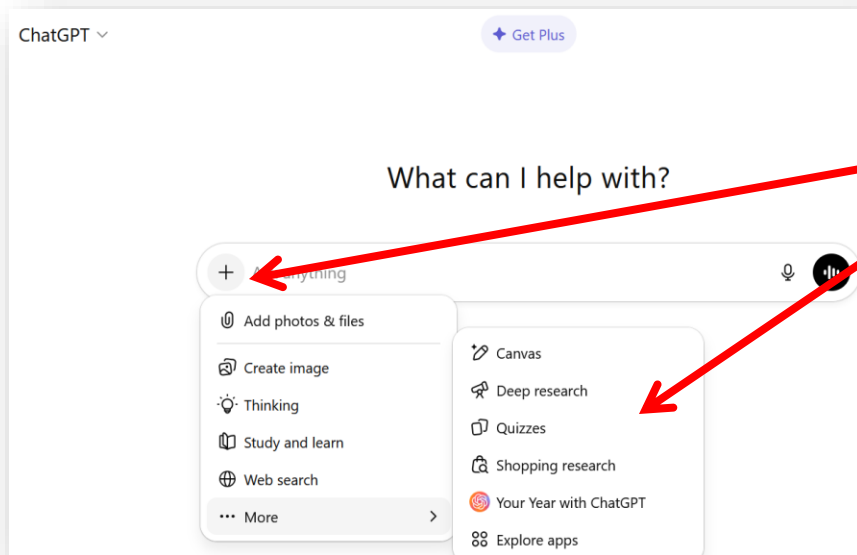 ChatGPT
Get Plus
What can I help with?
anything
Add photos & files
Create image
Thinking
Study and learn
Web search
More
Canvas
Deep research
Quizzes
Shopping research
Your Year with ChatGPT
Explore apps